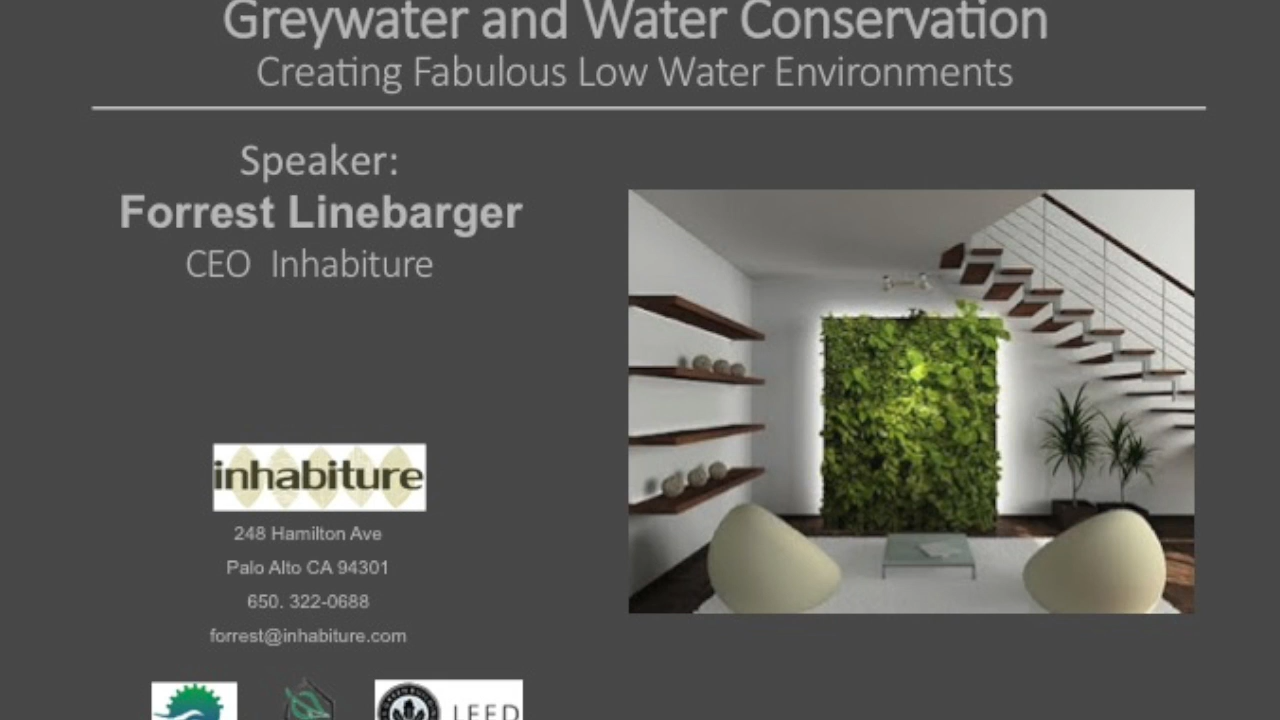 Greywater and Water Conservation
Creating Fabulous Low Water Environments
Speaker:
Forrest Linebarger
CEO Inhabiture
inhabiture
248 Hamilton Ave
Palo Alto CA 94301
650. 322-0688
forrest@inhabiture.com
LEED